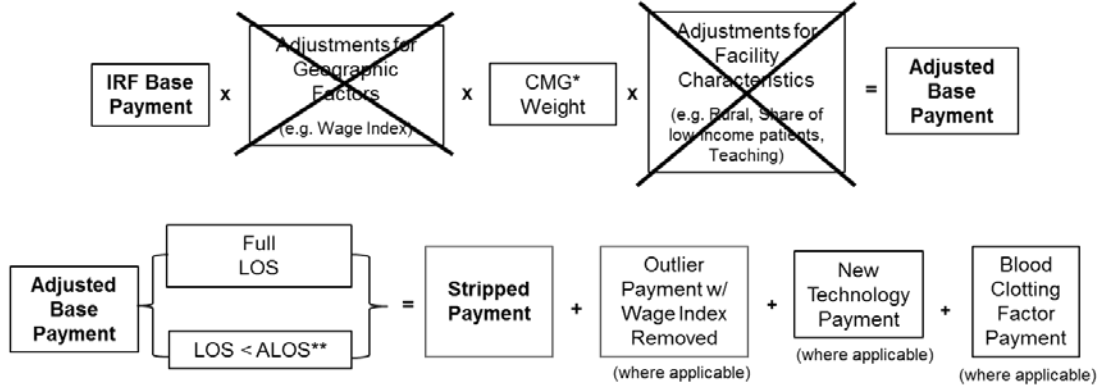 IRF Base
Payment
x
Adjustments for
Geographic
Factors
(e.g. Wage Index)
x
CMG*
Weight
x
Adjustments for
Facility
Characteristics
(e.g. Rural, Share of
low income patients,
Teaching)
=
Adjusted
Base
Payment
Adjusted
Base
Payment
Full
LOS
LOS < ALOS**
=
Stripped
Payment
+
Outlier
Payment w/
Wage Index
Removed
(where applicable)
+
New
Technology
Payment
(where applicable)
+
Blood
Clotting
Factor
Payment
(where applicable)